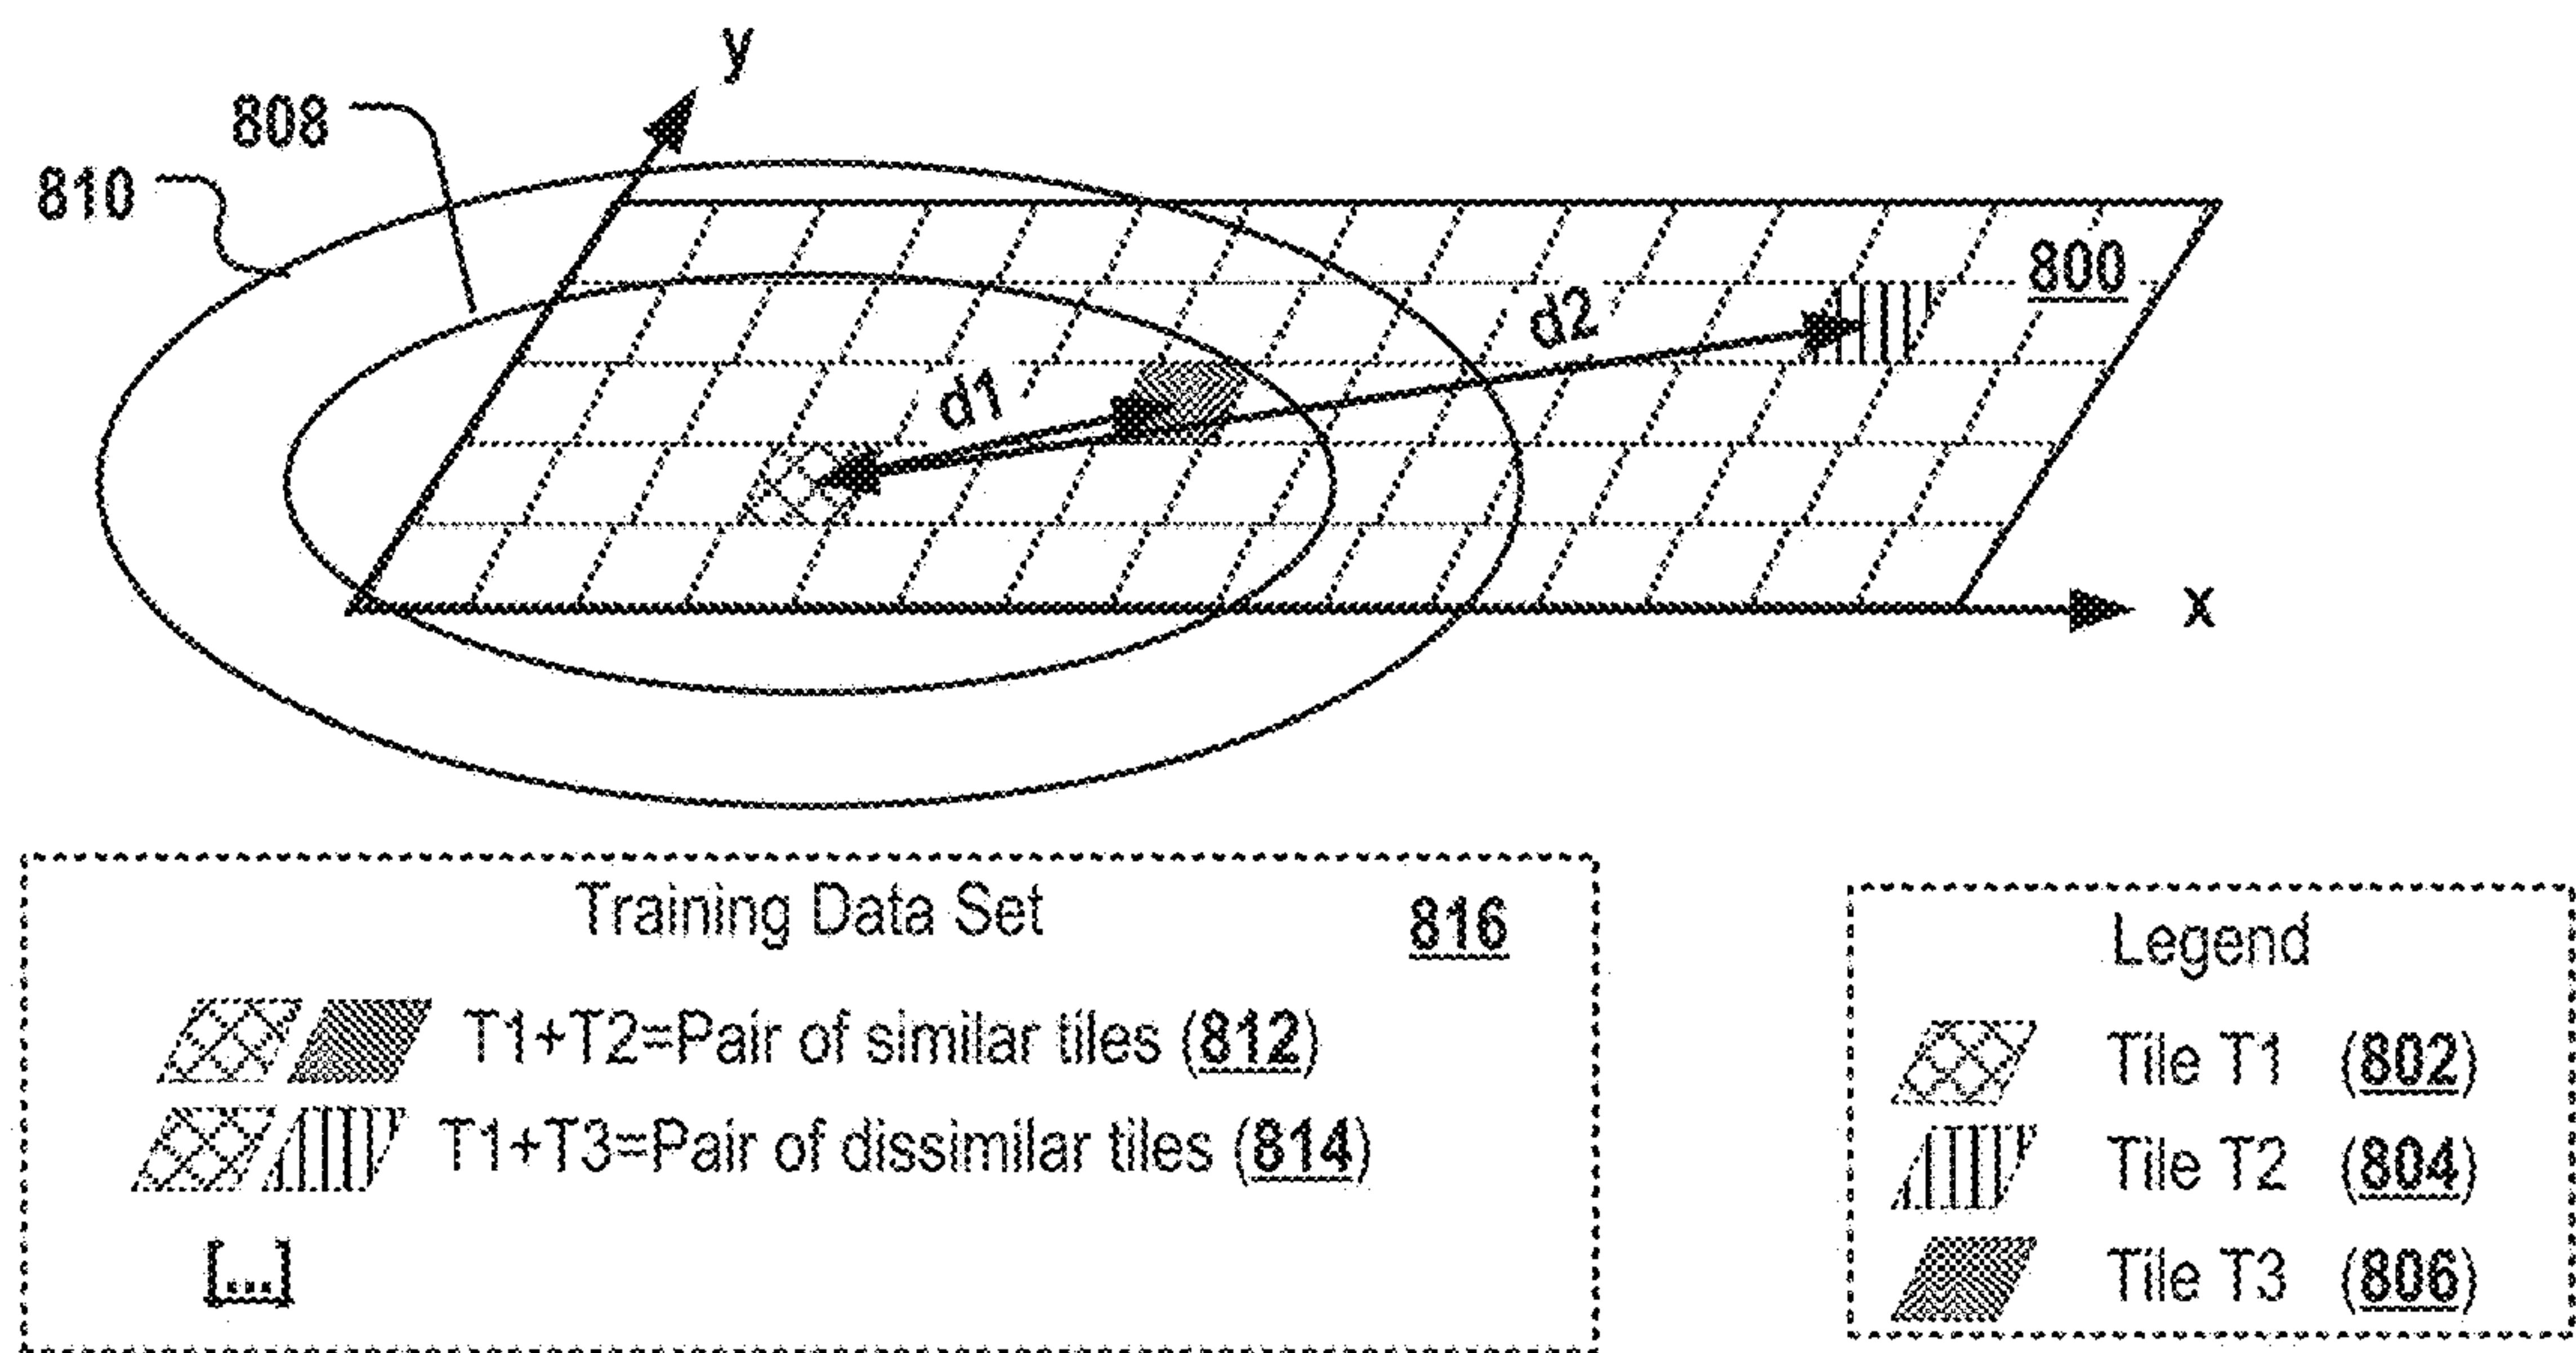 y
808
810
800
d2
d1
x
Training Data Set 816
T1+T2=Pair of similar tiles (812)
T1+T3=Pair of dissimilar tiles (814)
[...]
Legend
Tile T1 (802)
Tile T2 (804)
Tile T3 (806)